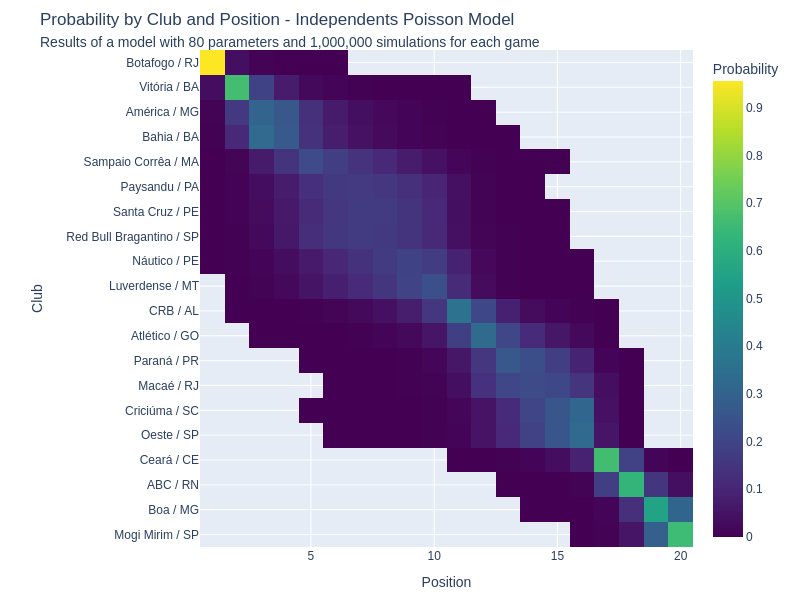 Probability by Club and Position - Independents Poisson Model
Results of a model with 80 parameters and 1,000,000 simulations for each game
Probability
Club
Botafogo / RJ
Vitória / BA
América / MG
Bahia / BA
Sampaio Corrêa / MA
Paysandu / PA
Santa Cruz / PE
Red Bull Bragantino / SP
Náutico / PE
Luverdense / MT
CRB / AL
Atlético / GO
Paraná / PR
Macaé / RJ
Criciúma / SC
Oeste / SP
Ceará / CE
ABC / RN
Boa / MG
Mogi Mirim / SP
0.9
0.8
0.7
0.6
0.5
0.4
0.3
0.2
0.1
0
5
10
15
20
Position